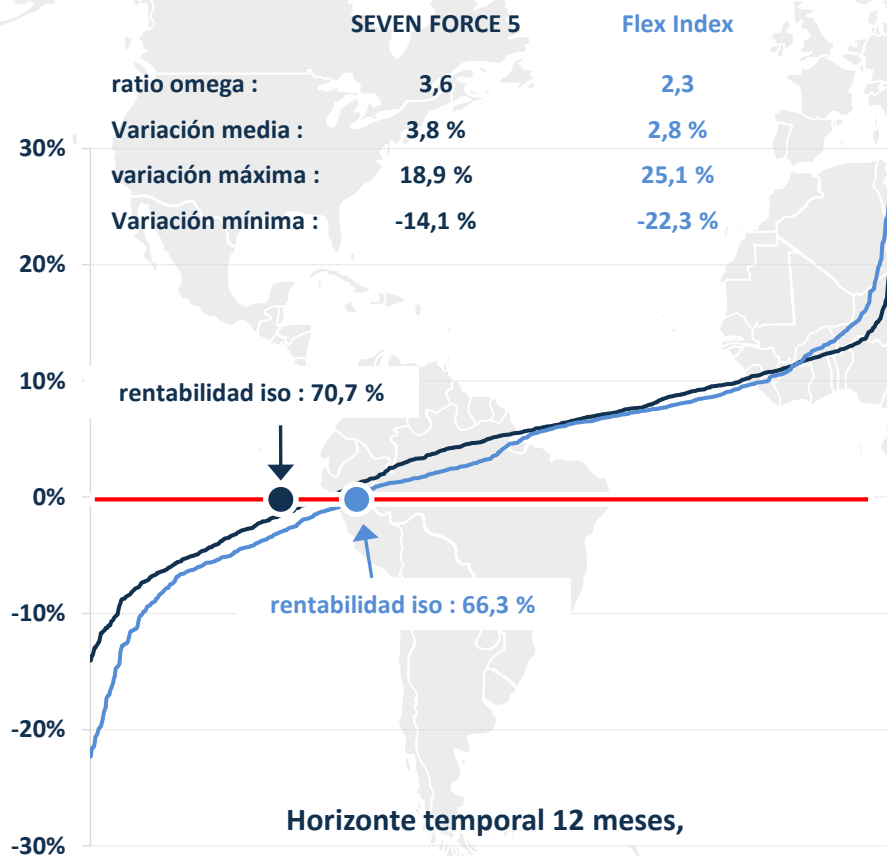 SEVEN FORCE 5 Flex Index
ratio omega : 3,6 2,3
Variación media : 3,8 % 2,8 %
30%
variación máxima : 18,9 % 25,1 %
Variación mínima : -14,1 % -22,3 %
20%
10%
rentabilidad iso : 70,7 %
0%
rentabilidad iso : 66,3 %
-10%
-20%
Horizonte temporal 12 meses,
-30%